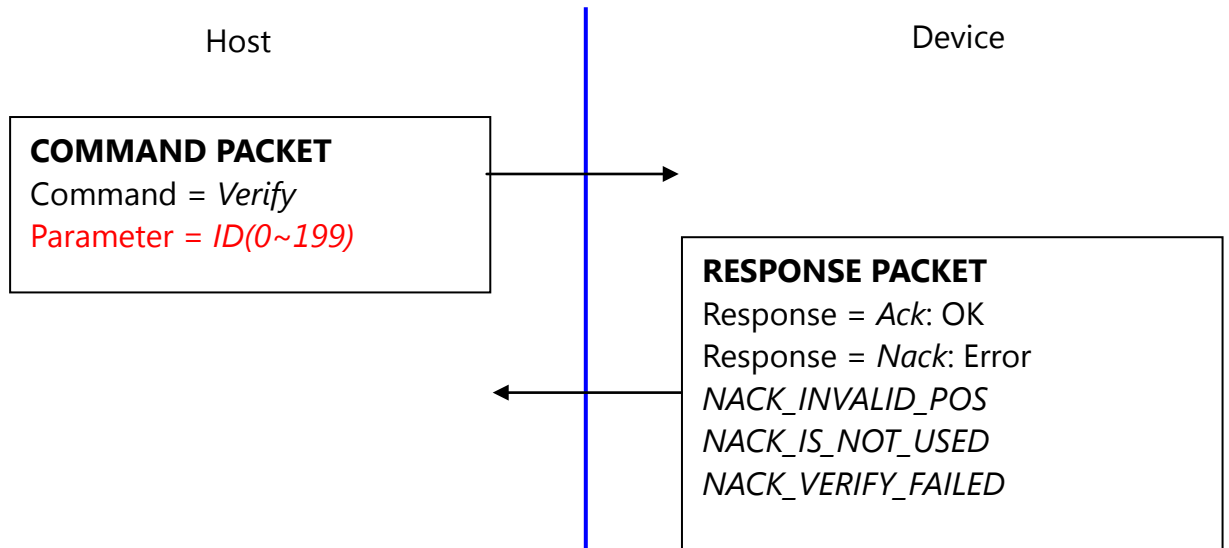 Host
Device
COMMAND PACKET
Command = Verify
Parameter = ID(0~199)
RESPONSE PACKET
Response = Ack: OK
Response = Nack: Error
NACK_INVALID_POS
NACK_IS_NOT_USED
NACK_VERIFY_FAILED